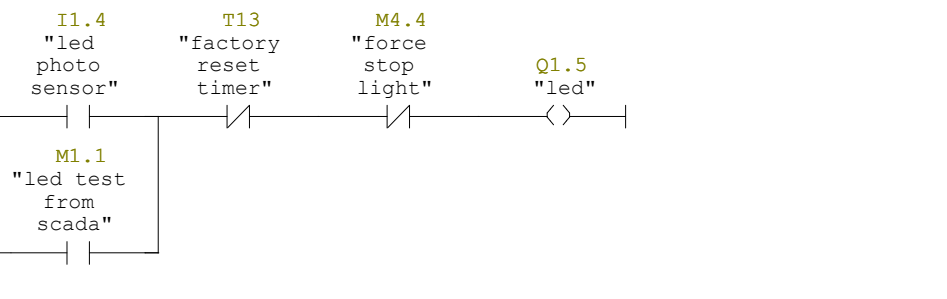 I1.4
"led
photo
sensor"
T13
"factory
reset
timer"
M4.4
"force
stop
light"
Q1.5
"led"
M1.1
"led test
from
scada"